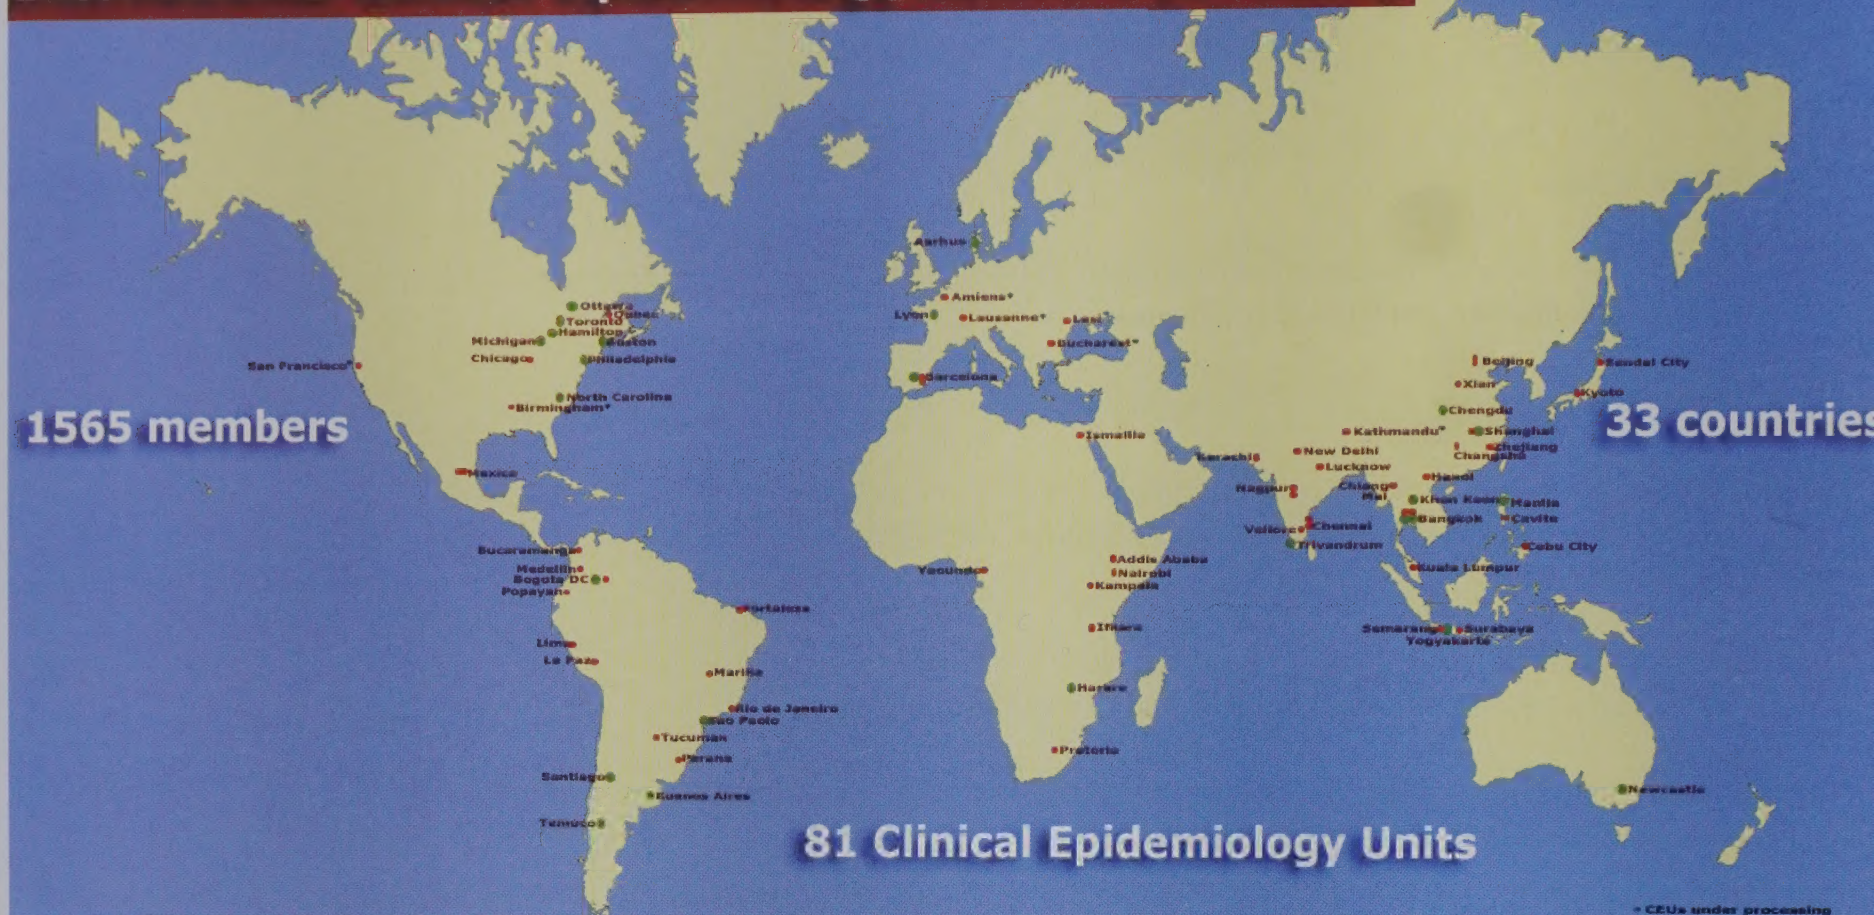 Aarhus
Amiens*
Lyon
Lausanne*
Iasi*
Bucharest*
Barcelona
Ottawa
Quebec
Toronto
Hamilton
Michigan
Boston
Chicago
Philadelphia
San Francisco*
North Carolina
Birmingham*
1565 members
33 countries
Mexico
Beijing
Sendai City
Xian
Kyoto
Chengdu
Kathmandu*
Shanghai
Zhejiang
Changsha
Ismailia
Karachi
New Delhi
Lucknow
Nagpur
Chiang
Mai
Hanoi
Khon Kaen
Manila
Bangkok
Cavite
Vellore
Chennai
Trivandrum
Cebu City
Kuala Lumpur
Bucaramanga
Medellin
Bogota DC
Popayan
Yaounde
Addis Ababa
Nairobi
Kampala
Fortaleza
Ifakara
Semarang
Surabaya
Yogyakarta
Lima
La Paz
Marilia
Harare
Rio de Janeiro
Sao Paolo
Tucuman
Parana
Pretoria
Santiago
Buenos Aires
Newcastle
Temuco
81 Clinical Epidemiology Units
* CEUs under processing